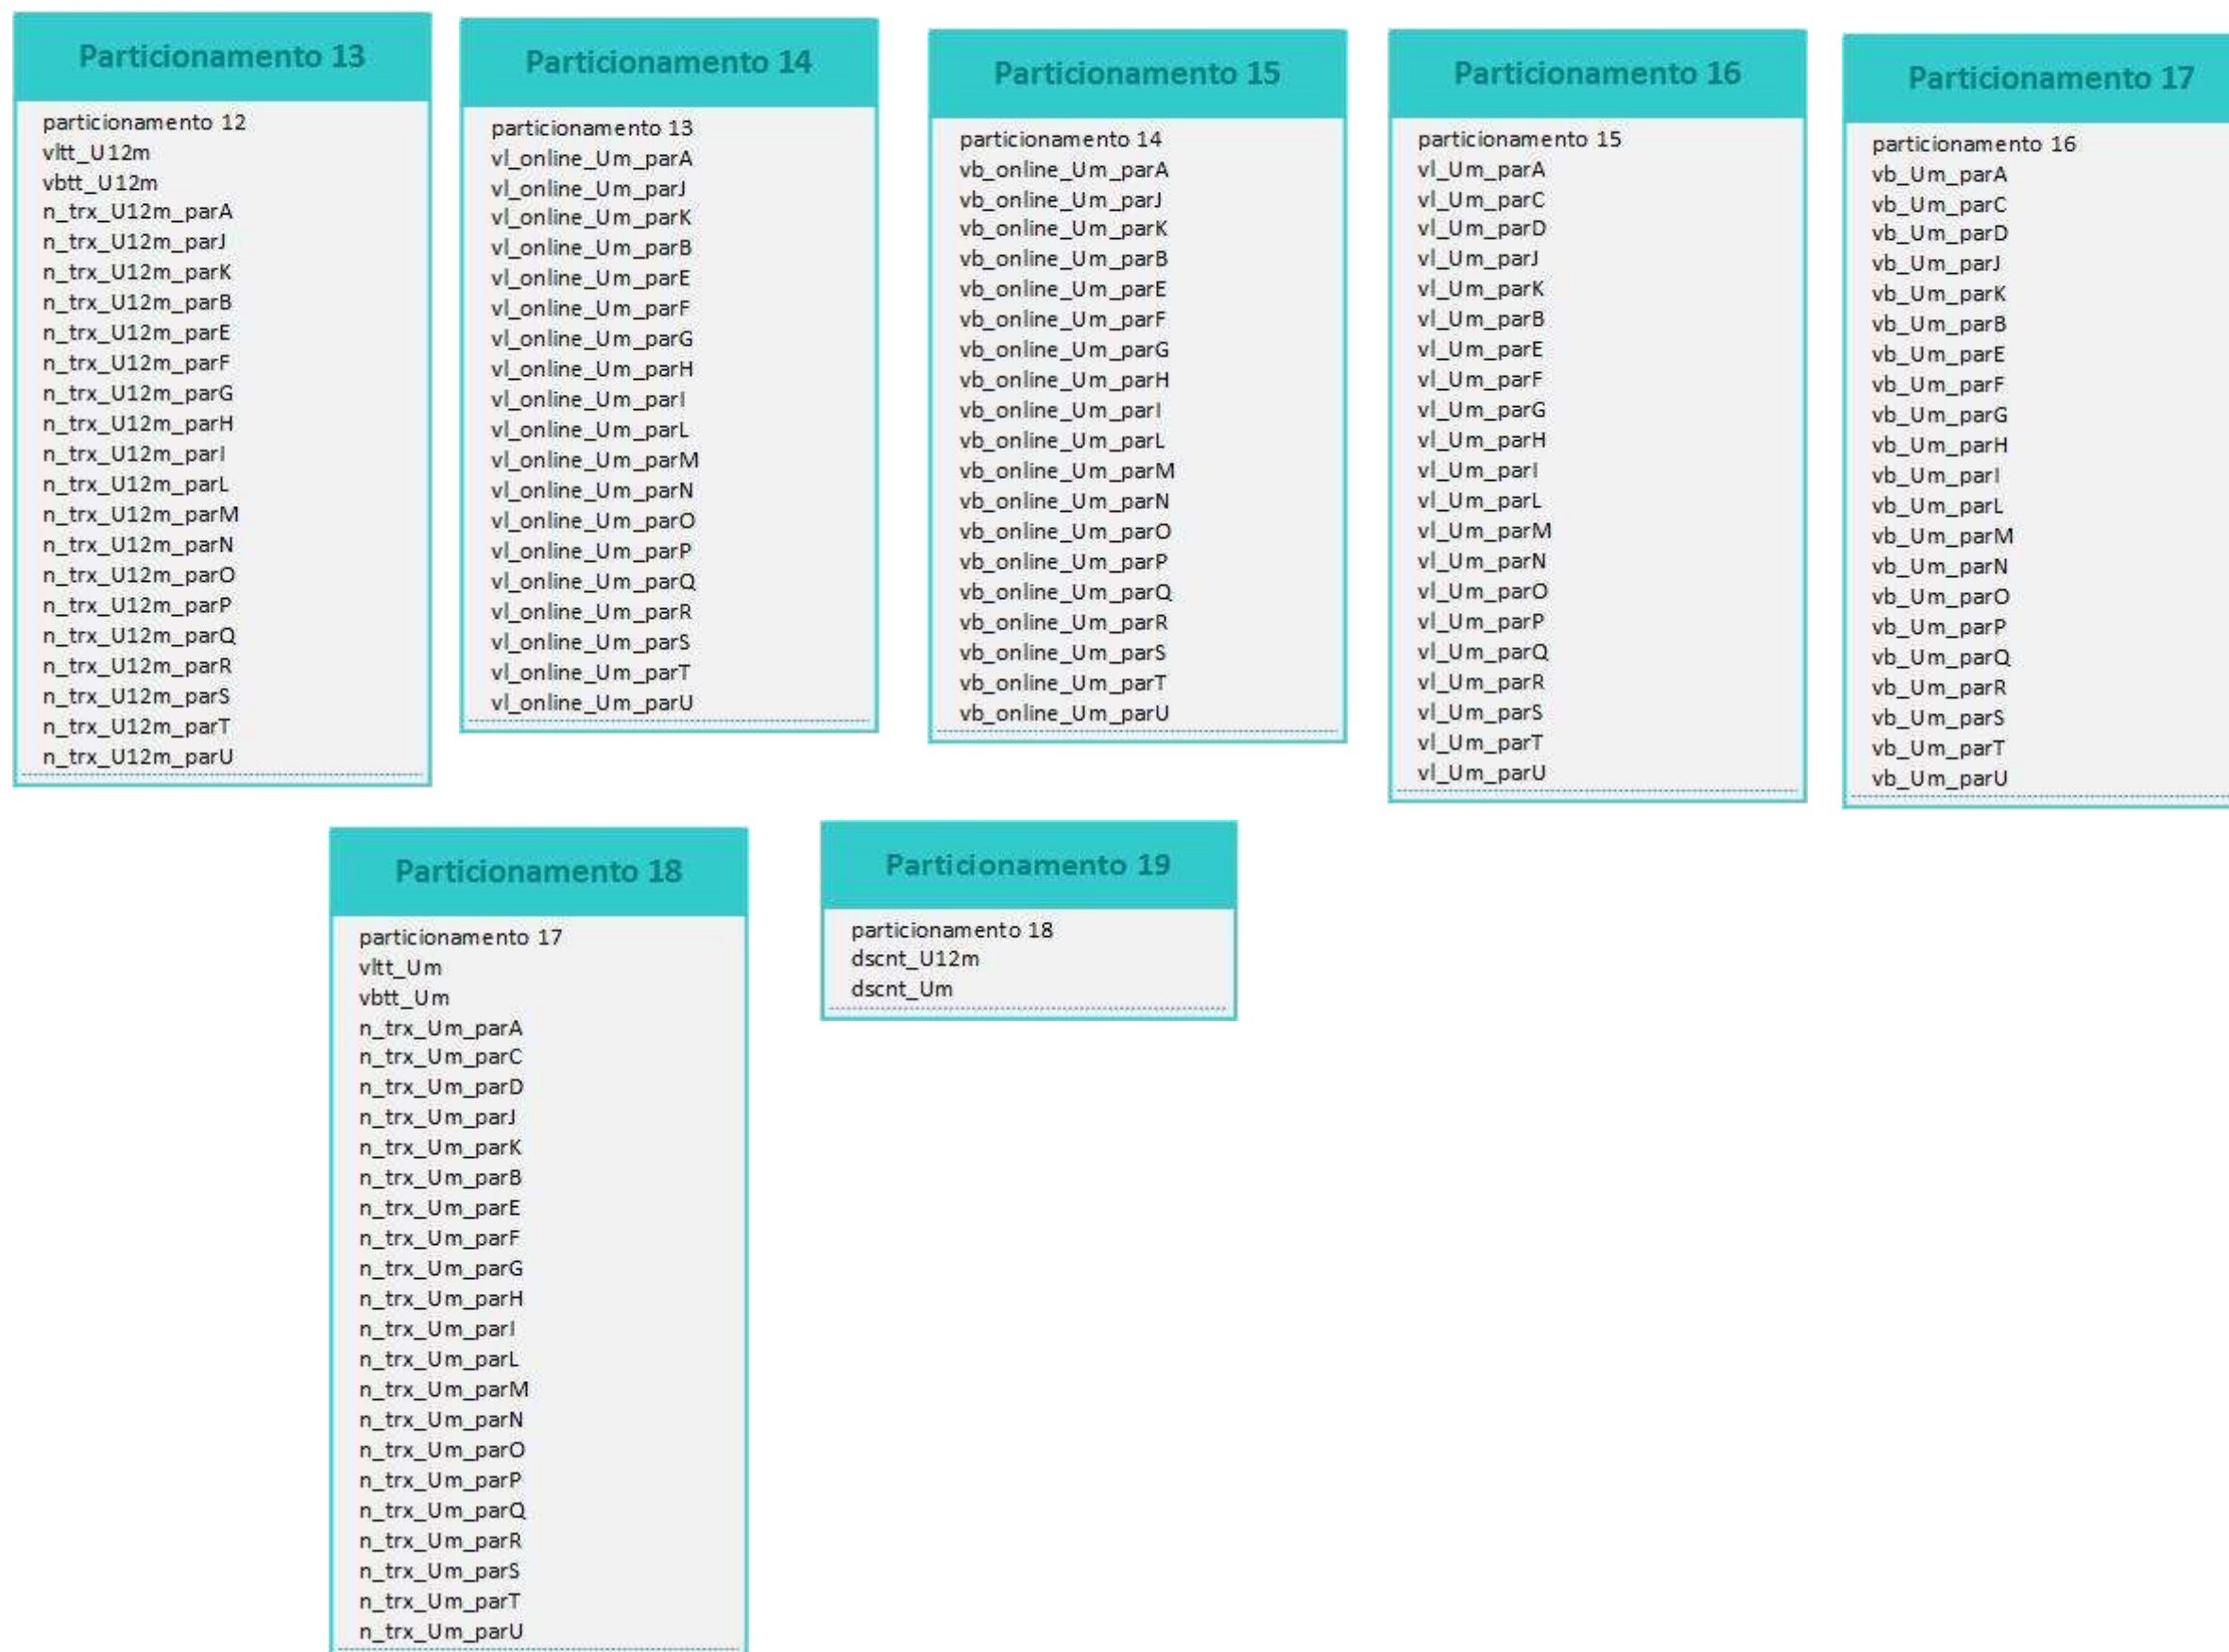 Particionamento 13
particionamento 12
vltt_U12m
vbtt_U12m
n_trx_U12m_parA
n_trx_U12m_parJ
n_trx_U12m_parK
n_trx_U12m_parB
n_trx_U12m_parE
n_trx_U12m_parF
n_trx_U12m_parG
n_trx_U12m_parH
n_trx_U12m_parI
n_trx_U12m_parL
n_trx_U12m_parM
n_trx_U12m_parN
n_trx_U12m_parO
n_trx_U12m_parP
n_trx_U12m_parQ
n_trx_U12m_parR
n_trx_U12m_parS
n_trx_U12m_parT
n_trx_U12m_parU
Particionamento 14
particionamento 13
vl_online_Um_parA
vl_online_Um_parJ
vl_online_Um_parK
vl_online_Um_parB
vl_online_Um_parE
vl_online_Um_parF
vl_online_Um_parG
vl_online_Um_parH
vl_online_Um_parI
vl_online_Um_parL
vl_online_Um_parM
vl_online_Um_parN
vl_online_Um_parO
vl_online_Um_parP
vl_online_Um_parQ
vl_online_Um_parR
vl_online_Um_parS
vl_online_Um_parT
vl_online_Um_parU
Particionamento 15
particionamento 14
vb_online_Um_parA
vb_online_Um_parJ
vb_online_Um_parK
vb_online_Um_parB
vb_online_Um_parE
vb_online_Um_parF
vb_online_Um_parG
vb_online_Um_parH
vb_online_Um_parI
vb_online_Um_parL
vb_online_Um_parM
vb_online_Um_parN
vb_online_Um_parO
vb_online_Um_parP
vb_online_Um_parQ
vb_online_Um_parR
vb_online_Um_parS
vb_online_Um_parT
vb_online_Um_parU
Particionamento 16
particionamento 15
vl_Um_parA
vl_Um_parC
vl_Um_parD
vl_Um_parJ
vl_Um_parK
vl_Um_parB
vl_Um_parE
vl_Um_parF
vl_Um_parG
vl_Um_parH
vl_Um_parI
vl_Um_parL
vl_Um_parM
vl_Um_parN
vl_Um_parO
vl_Um_parP
vl_Um_parQ
vl_Um_parR
vl_Um_parS
vl_Um_parT
vl_Um_parU
Particionamento 17
particionamento 16
vb_Um_parA
vb_Um_parC
vb_Um_parD
vb_Um_parJ
vb_Um_parK
vb_Um_parB
vb_Um_parE
vb_Um_parF
vb_Um_parG
vb_Um_parH
vb_Um_parI
vb_Um_parL
vb_Um_parM
vb_Um_parN
vb_Um_parO
vb_Um_parP
vb_Um_parQ
vb_Um_parR
vb_Um_parS
vb_Um_parT
vb_Um_parU
Particionamento 18
particionamento 17
vltt_Um
vbtt_Um
n_trx_Um_parA
n_trx_Um_parC
n_trx_Um_parD
n_trx_Um_parJ
n_trx_Um_parK
n_trx_Um_parB
n_trx_Um_parE
n_trx_Um_parF
n_trx_Um_parG
n_trx_Um_parH
n_trx_Um_parI
n_trx_Um_parL
n_trx_Um_parM
n_trx_Um_parN
n_trx_Um_parO
n_trx_Um_parP
n_trx_Um_parQ
n_trx_Um_parR
n_trx_Um_parS
n_trx_Um_parT
n_trx_Um_parU
Particionamento 19
particionamento 18
dscnt_U12m
dscnt_Um